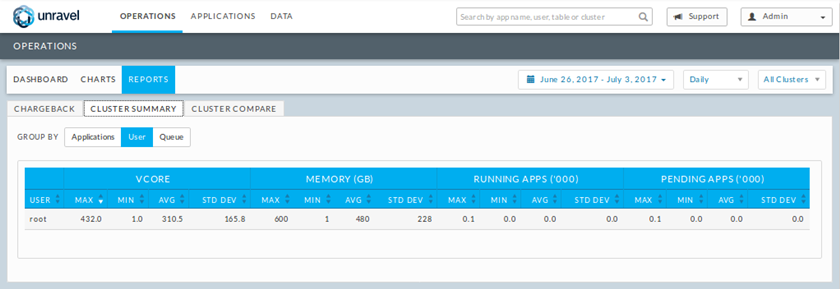 unravel OPERATIONS APPLICATIONS DATA Search by app name, user, table or cluster Support Admin
OPERATIONS
DASHBOARD CHARTS REPORTS June 26, 2017 - July 3, 2017 Daily All Clusters
CHARGEBACK CLUSTER SUMMARY CLUSTER COMPARE
GROUP BY Applications User Queue
VCORE MEMORY (GB) RUNNING APPS ('000) PENDING APPS ('000)
USER MAX MIN AVG STD DEV MAX MIN AVG STD DEV MAX MIN AVG STD DEV MAX MIN AVG STD DEV
root 432.0 1.0 310.5 165.8 600 1 480 228 0.1 0.0 0.0 0.0 0.1 0.0 0.0 0.0